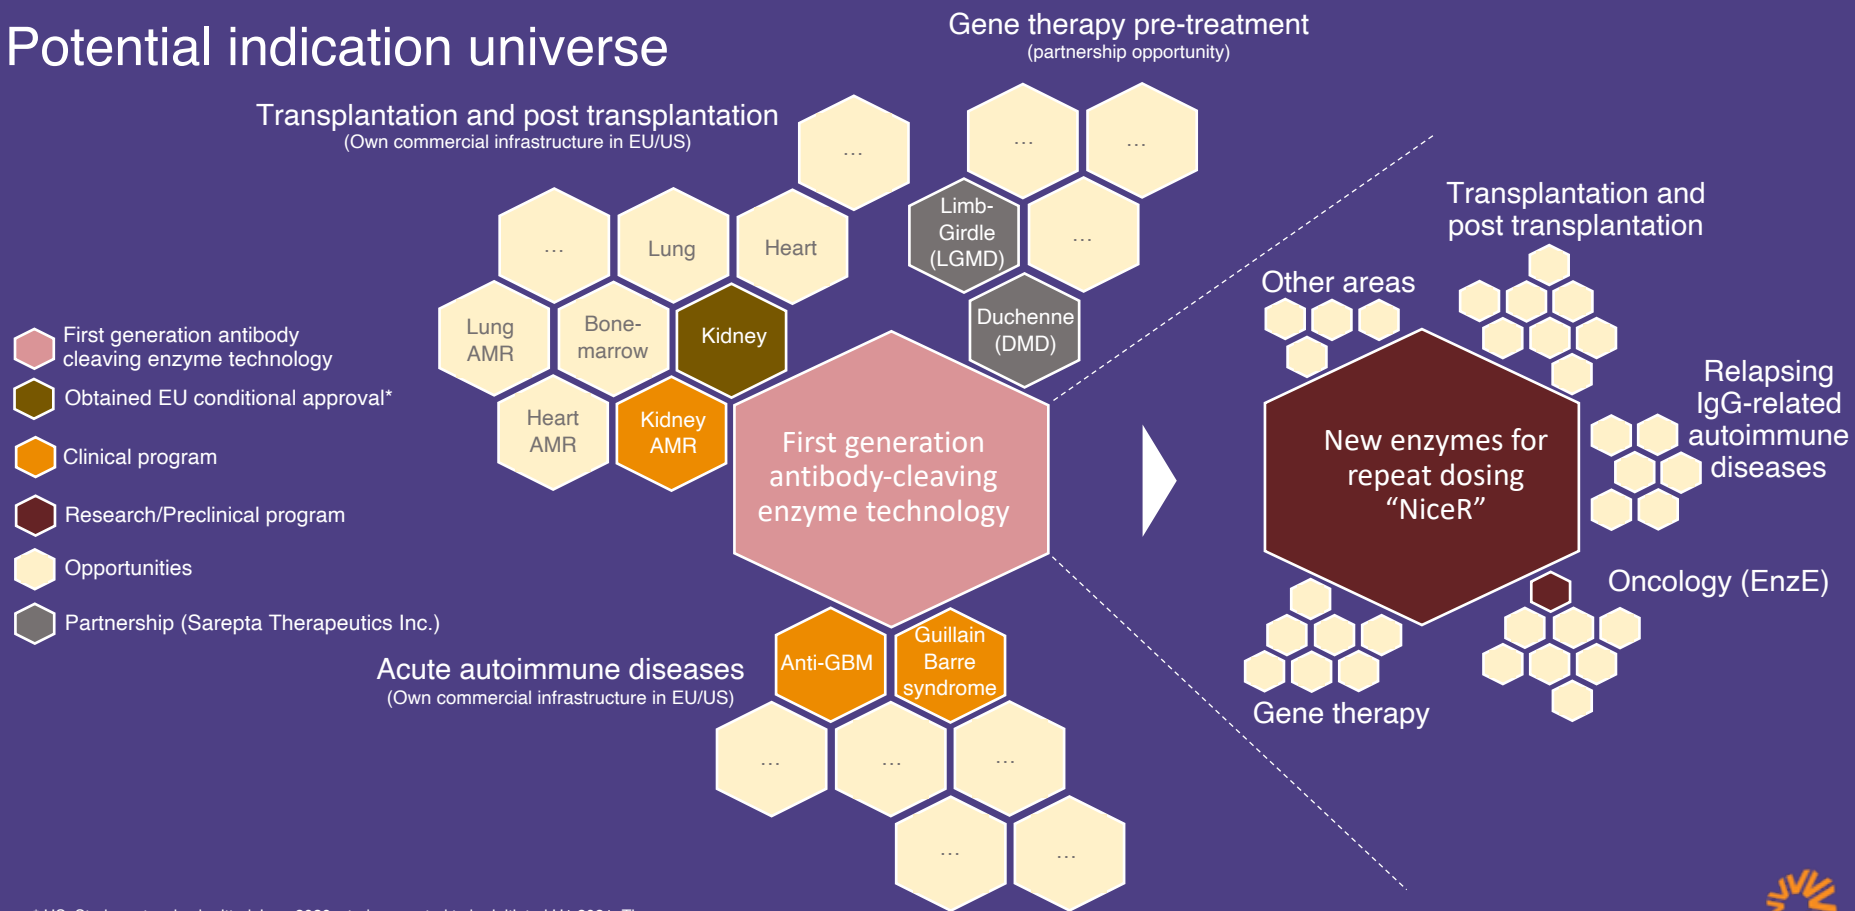 Potential indication universe
Gene therapy pre-treatment
(partnership opportunity)
Transplantation and post transplantation
(Own commercial infrastructure in EU/US)
...
...
...
Limb-
Girdle
(LGMD)
...
Duchenne
(DMD)
...
Lung
Heart
Lung
AMR
Bone-
marrow
Kidney
Heart
AMR
Kidney
AMR
First generation antibody
cleaving enzyme technology
Obtained EU conditional approval*
Clinical program
Research/Preclinical program
Opportunities
Partnership (Sarepta Therapeutics Inc.)
First generation
antibody-cleaving
enzyme technology
Acute autoimmune diseases
(Own commercial infrastructure in EU/US)
Anti-GBM
Guillain
Barre
syndrome
...
...
...
...
...
Transplantation and
post transplantation
Other areas
Relapsing
IgG-related
autoimmune
diseases
New enzymes for
repeat dosing
“NiceR”
Oncology (EnzE)
Gene therapy